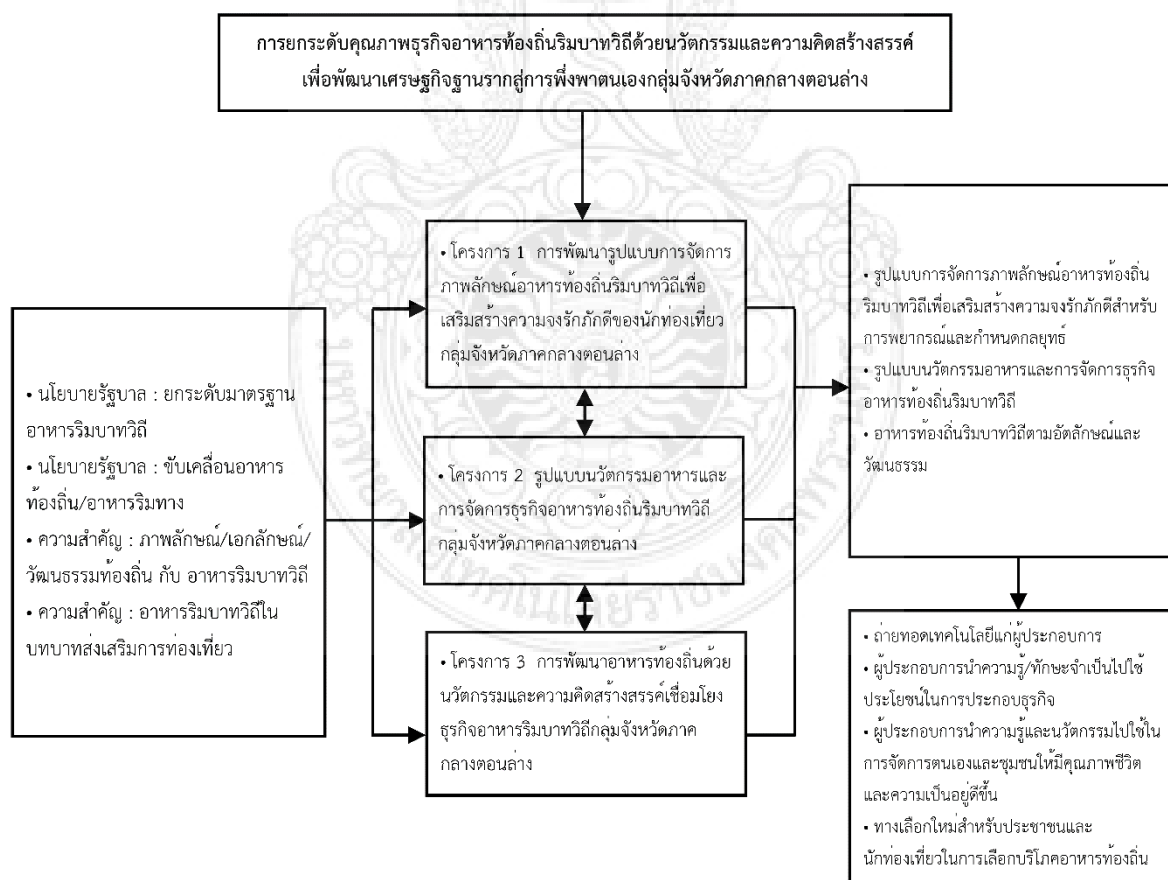 การยกระดับคุณภาพธุรกิจอาหารท้องถิ่นริมบาทวิถีด้วยนวัตกรรมและความคิดสร้างสรรค์
เพื่อพัฒนาเศรษฐกิจฐานรากสู่การพึ่งพาตนเองกลุ่มจังหวัดภาคกลางตอนล่าง
• นโยบายรัฐบาล : ยกระดับมาตรฐาน
อาหารริมบาทวิถี
• นโยบายรัฐบาล : ขับเคลื่อนอาหาร
ท้องถิ่น/อาหารริมทาง
• ความสำคัญ : ภาพลักษณ์/เอกลักษณ์/
วัฒนธรรมท้องถิ่น กับ อาหารริมบาทวิถี
• ความสำคัญ : อาหารริมบาทวิถีใน
บทบาทส่งเสริมการท่องเที่ยว
• โครงการ 1 การพัฒนารูปแบบการจัดการ
ภาพลักษณ์อาหารท้องถิ่นริมบาทวิถีเพื่อ
เสริมสร้างความจงรักภักดีของนักท่องเที่ยว
กลุ่มจังหวัดภาคกลางตอนล่าง
• โครงการ 2 รูปแบบนวัตกรรมอาหารและ
การจัดการธุรกิจอาหารท้องถิ่นริมบาทวิถี
กลุ่มจังหวัดภาคกลางตอนล่าง
• โครงการ 3 การพัฒนาอาหารท้องถิ่นด้วย
นวัตกรรมและความคิดสร้างสรรค์เชื่อมโยง
ธุรกิจอาหารริมบาทวิถีกลุ่มจังหวัดภาค
กลางตอนล่าง
• รูปแบบการจัดการภาพลักษณ์อาหารท้องถิ่น
ริมบาทวิถีเพื่อเสริมสร้างความจงรักภักดีสำหรับ
การพยากรณ์และกำหนดกลยุทธ์
• รูปแบบนวัตกรรมอาหารและการจัดการธุรกิจ
อาหารท้องถิ่นริมบาทวิถี
• อาหารท้องถิ่นริมบาทวิถีตามอัตลักษณ์และ
วัฒนธรรม
• ถ่ายทอดเทคโนโลยีแก่ผู้ประกอบการ
• ผู้ประกอบการนำความรู้/ทักษะจำเป็นไปใช้
ประโยชน์ในการประกอบธุรกิจ
• ผู้ประกอบการนำความรู้และนวัตกรรมไปใช้ใน
การจัดการตนเองและชุมชนให้มีคุณภาพชีวิต
และความเป็นอยู่ดีขึ้น
• ทางเลือกใหม่สำหรับประชาชนและ
นักท่องเที่ยวในการเลือกบริโภคอาหารท้องถิ่น